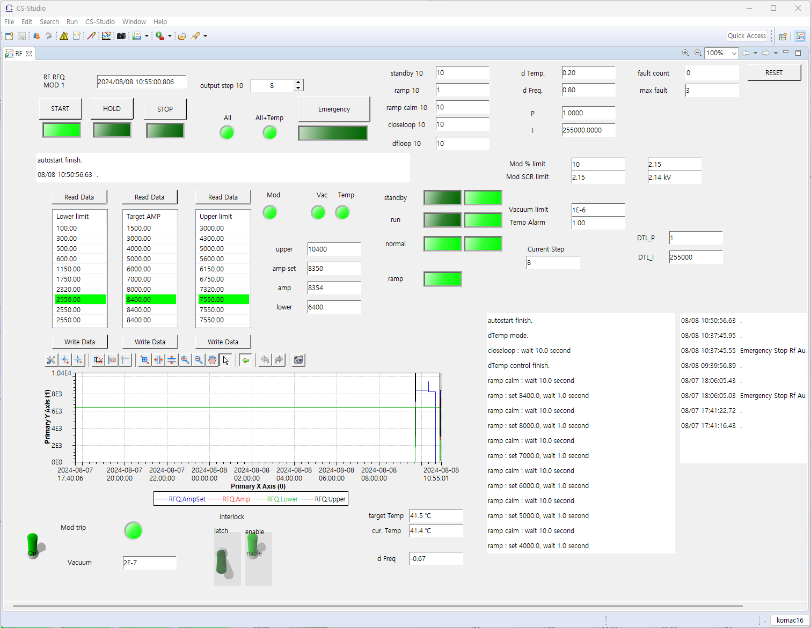 CS-Studio
File Edit Search Run CS-Studio Window Help
Quick Access
RF
100%
RF RFQ
MOD 1
2024/08/08 10:55:00.806
output step 10
8
START
HOLD
STOP
All
All+Temp
Emergency
standby 10
10
ramp 10
1
ramp calm 10
10
closeloop 10
10
dfloop 10
10
d Temp.
0.20
d Freq.
0.80
P
1.0000
I
255000.0000
fault count
0
RESET
max fault
3
autostart finish.
08/08 10:50:56.63 .
Mod % limit
10
2.15
Mod SCR limit
2.15
2.14 kV
Read Data
Read Data
Read Data
Lower limit
100.00
300.00
500.00
600.00
1150.00
1750.00
2320.00
2550.00
2550.00
2550.00
Target AMP
1500.00
3000.00
4000.00
5000.00
6000.00
7000.00
8000.00
8400.00
8400.00
8400.00
Upper limit
3000.00
4300.00
5000.00
5600.00
6150.00
6750.00
7320.00
7550.00
7550.00
7550.00
Write Data
Write Data
Write Data
Mod
Vac
Temp
upper
10400
amp set
8350
amp
8354
lower
6400
standby
run
normal
ramp
Vacuum limit
1E-6
Temp Alarm
1.00
Current Step
8
DTL_P
1
DTL_I
255000
Primary Y Axis (1)
1.04E4
8E3
6E3
4E3
2E3
0E0
2024-08-07
17:40:06
2024-08-07
20:00:00
2024-08-07
22:00:00
2024-08-08
00:00:00
2024-08-08
02:00:00
2024-08-08
04:00:00
2024-08-08
06:00:00
2024-08-08
08:00:00
2024-08-08
10:55:01
Primary X Axis (0)
RFQ:AmpSet
RFQ:Amp
RFQ:Lower
RFQ:Upper
autostart finish.
dTemp mode.
closeloop : wait 10.0 second
dTemp control finish.
ramp calm : wait 10.0 second
ramp : set 8400.0, wait 1.0 second
ramp calm : wait 10.0 second
ramp : set 8000.0, wait 1.0 second
ramp calm : wait 10.0 second
ramp : set 7000.0, wait 1.0 second
ramp calm : wait 10.0 second
ramp : set 6000.0, wait 1.0 second
ramp calm : wait 10.0 second
ramp : set 5000.0, wait 1.0 second
ramp calm : wait 10.0 second
ramp : set 4000.0, wait 1.0 second
08/08 10:50:56.63 .
08/08 10:37:45.95 .
08/08 10:37:45.55 Emergency Stop Rf Au
08/08 09:39:56.89 .
08/07 18:06:05.43 .
08/07 18:06:05.03 Emergency Stop Rf Au
08/07 17:41:22.72 .
08/07 17:41:16.43 .
Mod trip
Vacuum
2E-7
Interlock
latch
enable
target Temp
41.5 ℃
cur. Temp
41.4 ℃
d Freq
-0.67
komac16